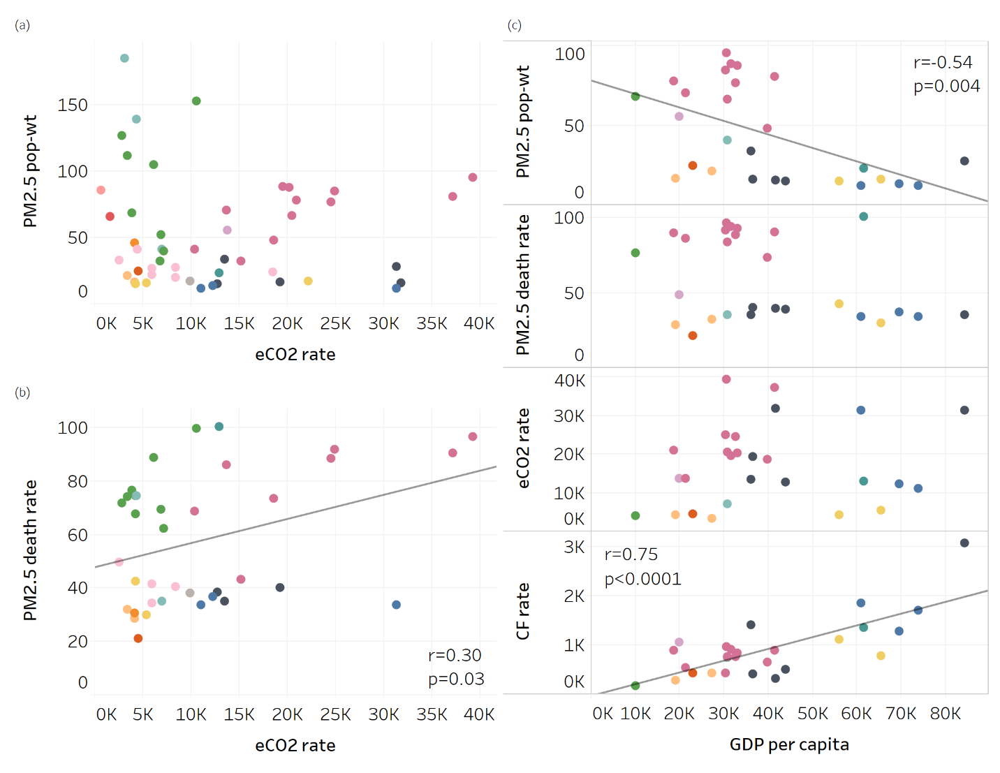 (a)
PM2.5 pop-wt
150
100
50
0
0K 5K 10K 15K 20K 25K 30K 35K 40K
eCO2 rate
(b)
PM2.5 death rate
100
80
60
40
20
0
r=0.30
p=0.03
0K 5K 10K 15K 20K 25K 30K 35K 40K
eCO2 rate
(c)
PM2.5 pop-wt
100
50
0
r=-0.54
p=0.004
PM2.5 death rate
100
50
0
eCO2 rate
40K
30K
20K
10K
0K
CF rate
3K
2K
1K
0K
r=0.75
p<0.0001
0K 10K 20K 30K 40K 50K 60K 70K 80K
GDP per capita